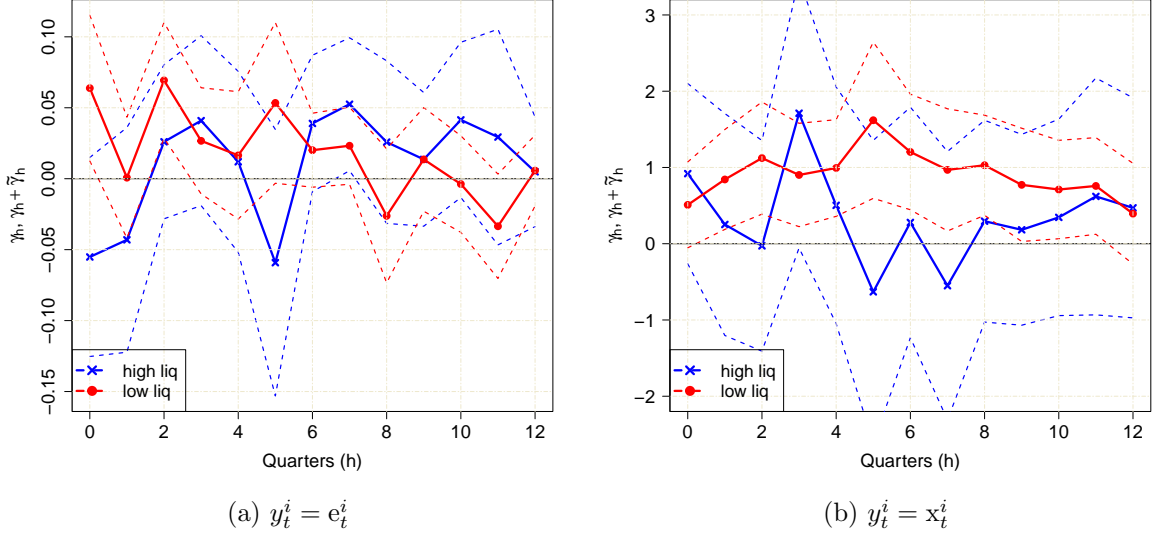 0.10
0.05
0.00
−0.05
−0.10
−0.15
γₕ, γₕ + γ̃ₕ
high liq
low liq
0 2 4 6 8 10 12
Quarters (h)
(a) yₜⁱ = eₜⁱ
3
2
1
0
−1
−2
γₕ, γₕ + γ̃ₕ
high liq
low liq
0 2 4 6 8 10 12
Quarters (h)
(b) yₜⁱ = xₜⁱ